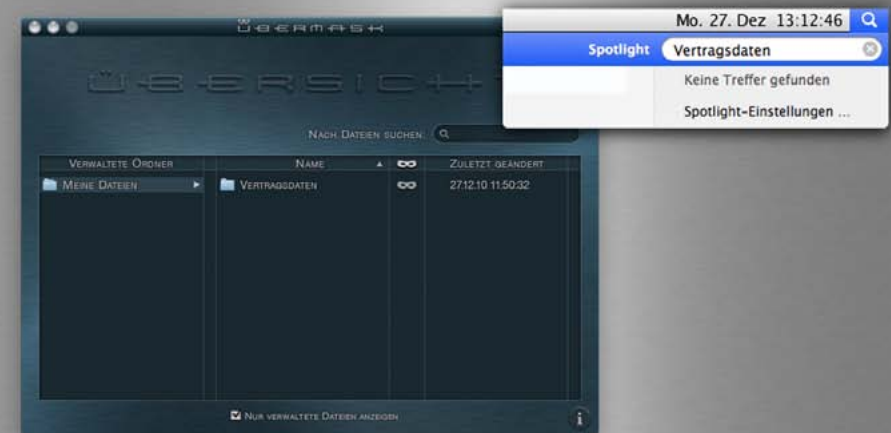 ÜBERMASK
ÜBERSICHT
NACH DATEIEN SUCHEN:
VERWALTETE ORDNER
NAME
ZULETZT GEÄNDERT
MEINE DATEIEN
VERTRAGSDATEN
27.12.10 11:50:32
NUR VERWALTETE DATEIEN ANZEIGEN
i
Mo. 27. Dez 13:12:46
Spotlight
Vertragsdaten
Keine Treffer gefunden
Spotlight-Einstellungen ...